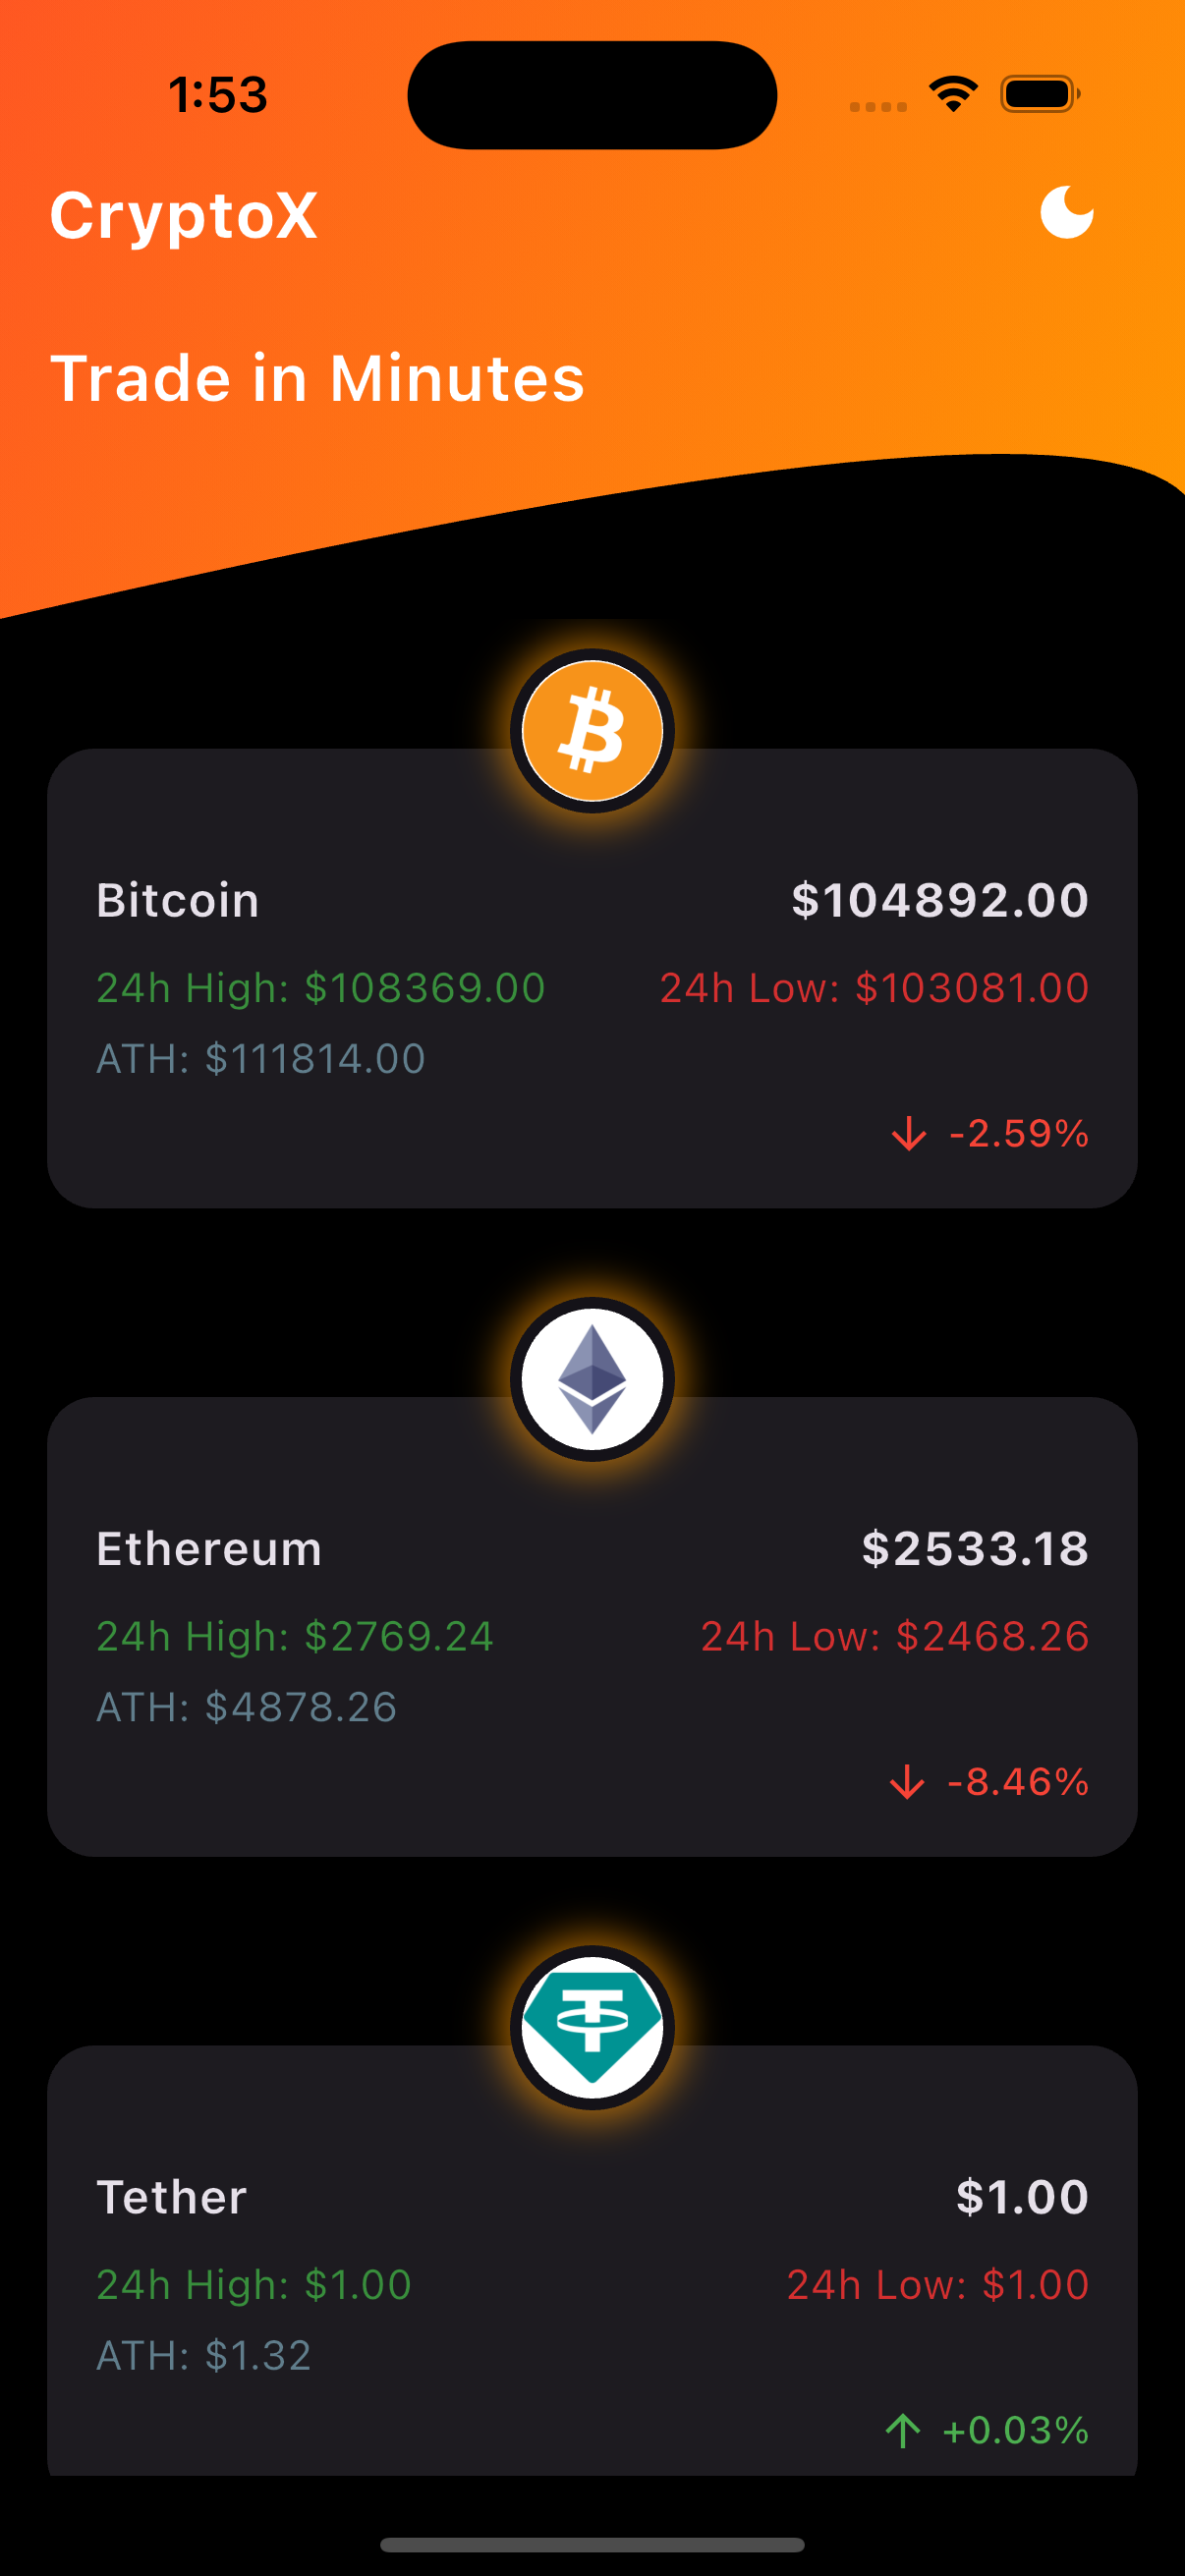 1:53
CryptoX
Trade in Minutes
Bitcoin $104892.00
24h High: $108369.00 24h Low: $103081.00
ATH: $111814.00
-2.59%
Ethereum $2533.18
24h High: $2769.24 24h Low: $2468.26
ATH: $4878.26
-8.46%
Tether $1.00
24h High: $1.00 24h Low: $1.00
ATH: $1.32
+0.03%